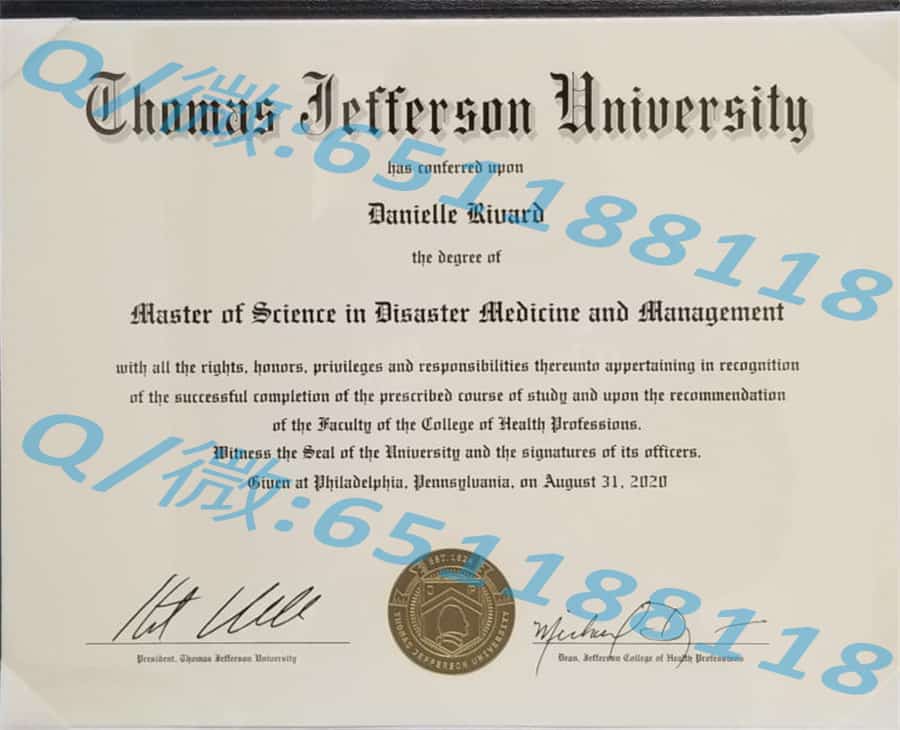 Thomas Jefferson University
has conferred upon
Danielle Rivard
the degree of
Master of Science in Disaster Medicine and Management
with all the rights, honors, privileges and responsibilities thereunto appertaining in recognition
of the successful completion of the prescribed course of study and upon the recommendation
of the Faculty of the College of Health Professions.
Witness the Seal of the University and the signatures of its officers.
Given at Philadelphia, Pennsylvania, on August 31, 2020
EST. 1824
THOMAS JEFFERSON UNIVERSITY
President, Thomas Jefferson University
Dean, Jefferson College of Health Professions
Q/微:651188118
Q/微:651188118